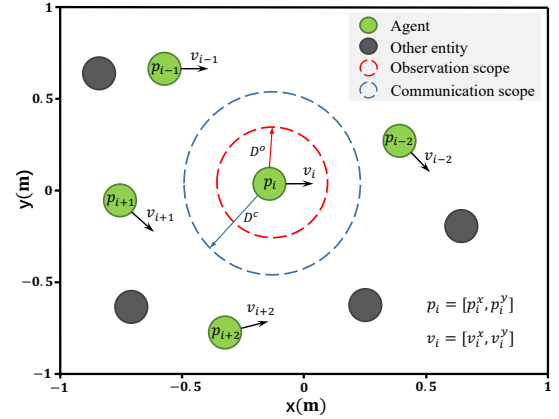 1
0.5
0
−0.5
−1
y(m)
−1
−0.5
0
0.5
1
x(m)
Agent
Other entity
Observation scope
Communication scope
p_{i−1}
v_{i−1}
p_{i−2}
v_{i−2}
D^o
p_i
v_i
D^c
p_{i+1}
v_{i+1}
p_{i+2}
v_{i+2}
p_i = [p_i^x, p_i^y]
v_i = [v_i^x, v_i^y]